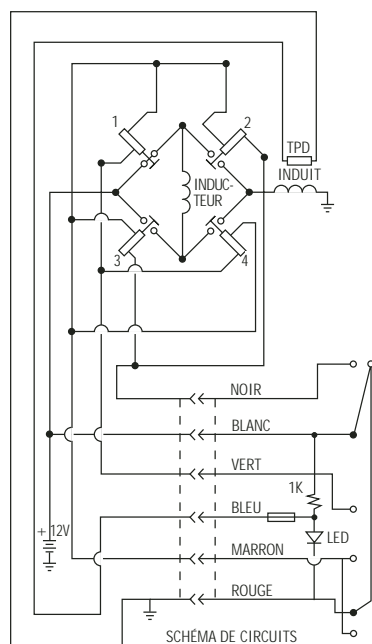 1
2
TPD
INDUIT
INDUC-
TEUR
3
4
NOIR
BLANC
VERT
1K
BLEU
+ 12V
LED
MARRON
ROUGE
SCHÉMA DE CIRCUITS